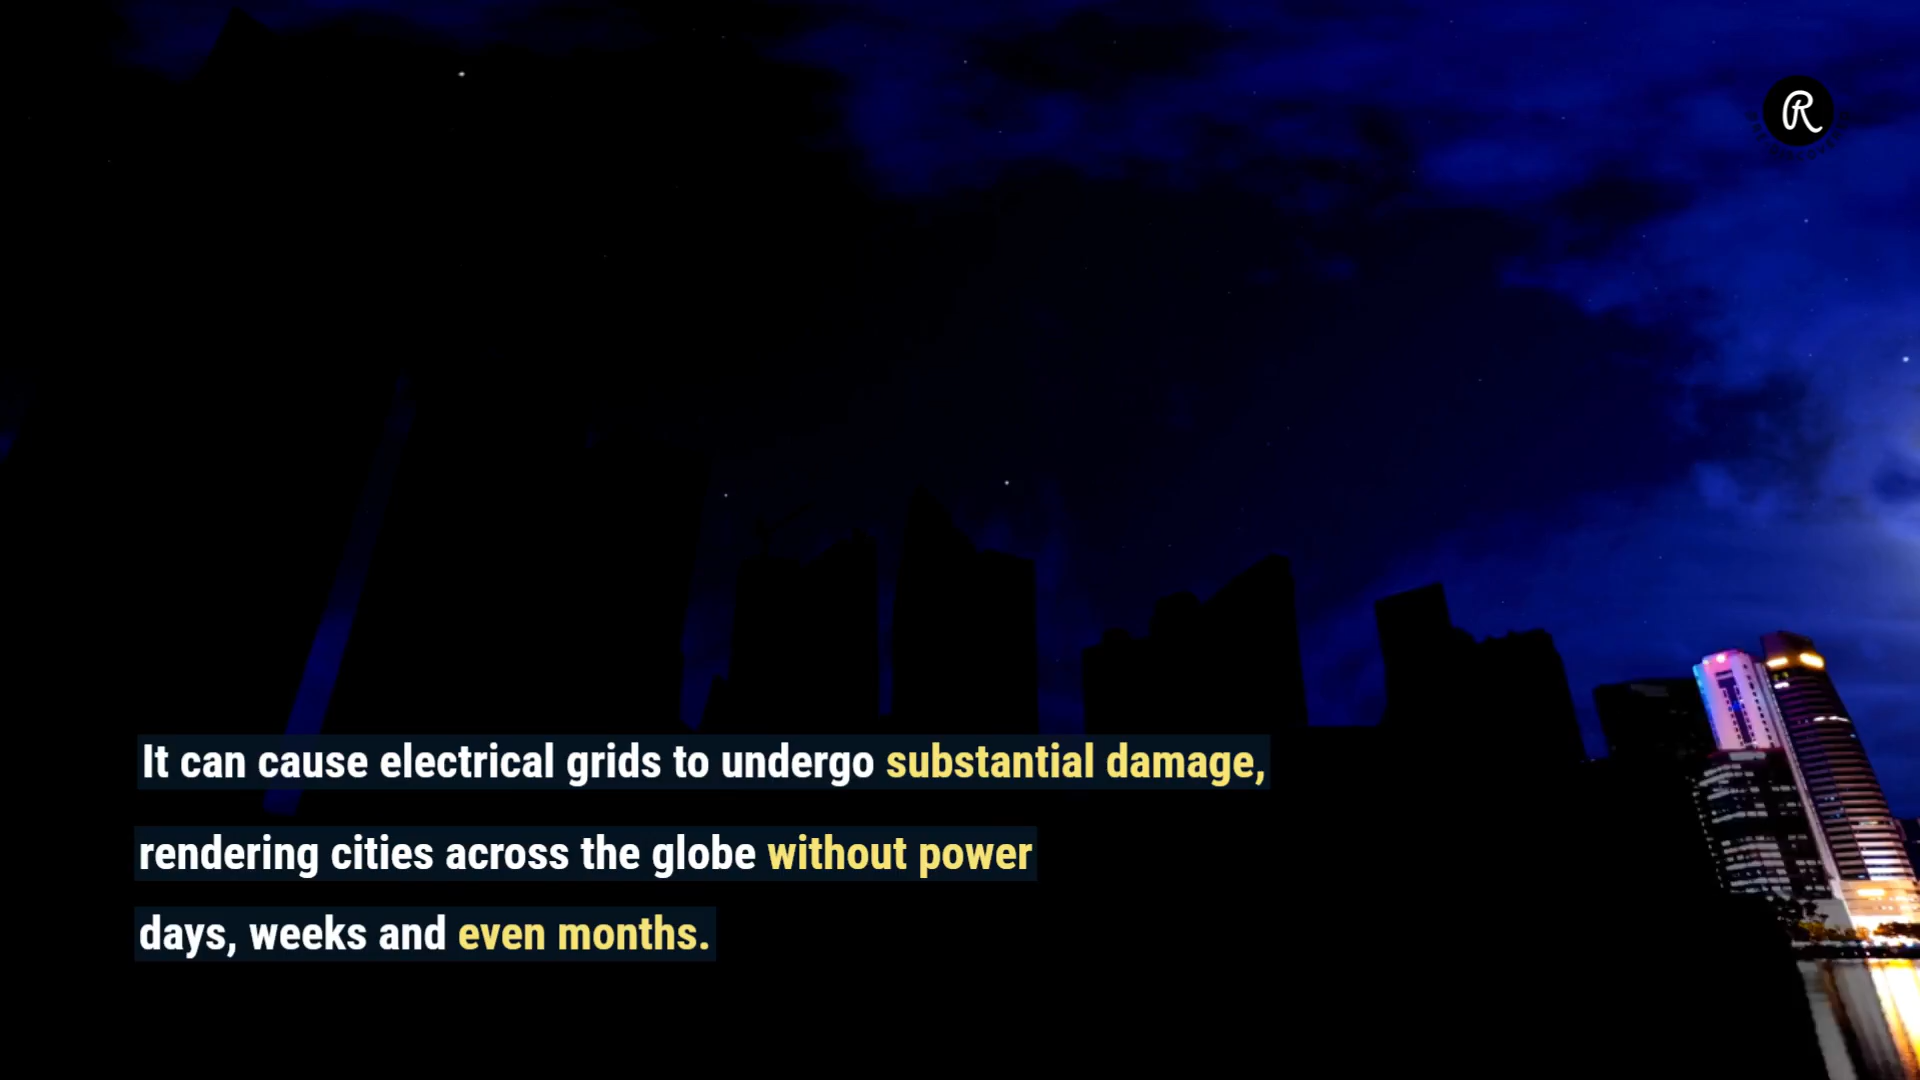 R
It can cause electrical grids to undergo substantial damage,
rendering cities across the globe without power
days, weeks and even months.